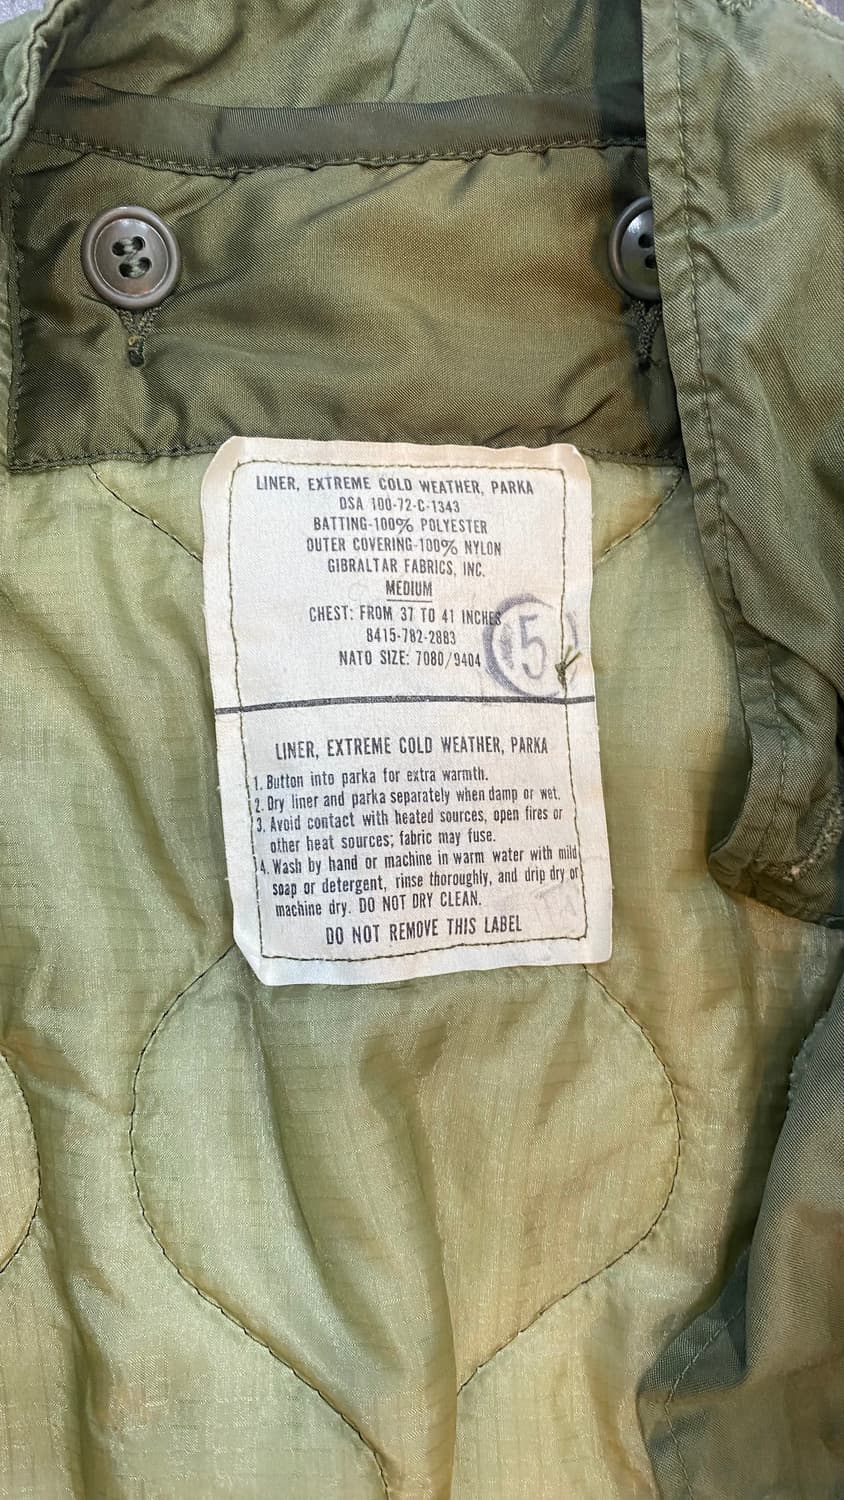 LINER, EXTREME COLD WEATHER, PARKA
DSA 100-72-C-1343
BATTING-100% POLYESTER
OUTER COVERING-100% NYLON
GIBRALTAR FABRICS, INC.
MEDIUM
CHEST: FROM 37 TO 41 INCHES
8415-782-2883
NATO SIZE: 7080/9404
15
LINER, EXTREME COLD WEATHER, PARKA
1. Button into parka for extra warmth.
2. Dry liner and parka separately when damp or wet.
3. Avoid contact with heated sources, open fires or
other heat sources; fabric may fuse.
4. Wash by hand or machine in warm water with mild
soap or detergent, rinse thoroughly, and drip dry or
machine dry. DO NOT DRY CLEAN.
DO NOT REMOVE THIS LABEL